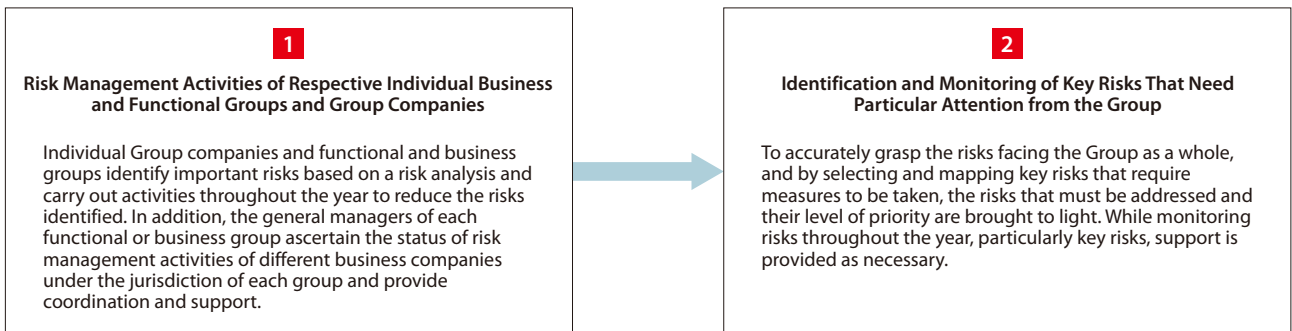 1
Risk Management Activities of Respective Individual Business
and Functional Groups and Group Companies
Individual Group companies and functional and business
groups identify important risks based on a risk analysis and
carry out activities throughout the year to reduce the risks
identified. In addition, the general managers of each
functional or business group ascertain the status of risk
management activities of different business companies
under the jurisdiction of each group and provide
coordination and support.
2
Identification and Monitoring of Key Risks That Need
Particular Attention from the Group
To accurately grasp the risks facing the Group as a whole,
and by selecting and mapping key risks that require
measures to be taken, the risks that must be addressed and
their level of priority are brought to light. While monitoring
risks throughout the year, particularly key risks, support is
provided as necessary.